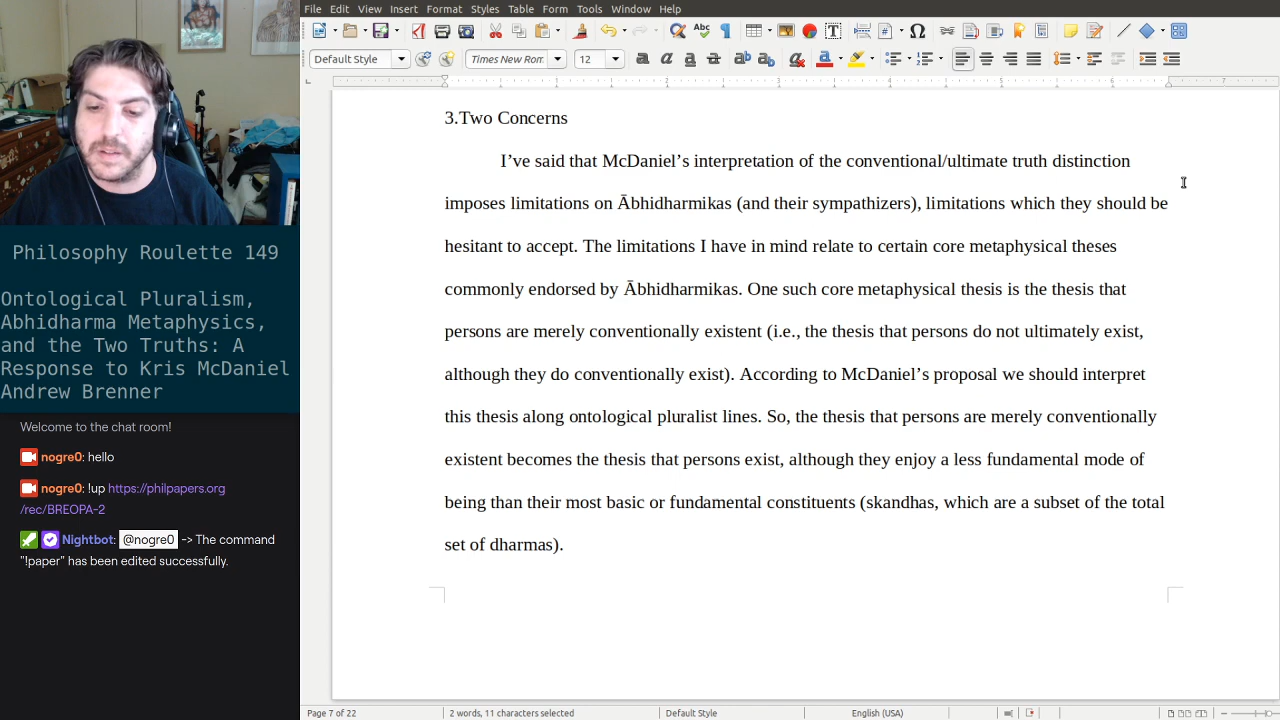 File Edit View Insert Format Styles Table Form Tools Window Help
Default Style
Times New Rom
12
3.Two Concerns
I’ve said that McDaniel’s interpretation of the conventional/ultimate truth distinction
imposes limitations on Ābhidharmikas (and their sympathizers), limitations which they should be
hesitant to accept. The limitations I have in mind relate to certain core metaphysical theses
commonly endorsed by Ābhidharmikas. One such core metaphysical thesis is the thesis that
persons are merely conventionally existent (i.e., the thesis that persons do not ultimately exist,
although they do conventionally exist). According to McDaniel’s proposal we should interpret
this thesis along ontological pluralist lines. So, the thesis that persons are merely conventionally
existent becomes the thesis that persons exist, although they enjoy a less fundamental mode of
being than their most basic or fundamental constituents (skandhas, which are a subset of the total
set of dharmas).
Philosophy Roulette 149
Ontological Pluralism,
Abhidharma Metaphysics,
and the Two Truths: A
Response to Kris McDaniel
Andrew Brenner
Welcome to the chat room!
nogre0: hello
nogre0: !up https://philpapers.org
/rec/BREOPA-2
Nightbot: @nogre0 -> The command
"!paper" has been edited successfully.
Page 7 of 22
2 words, 11 characters selected
Default Style
English (USA)